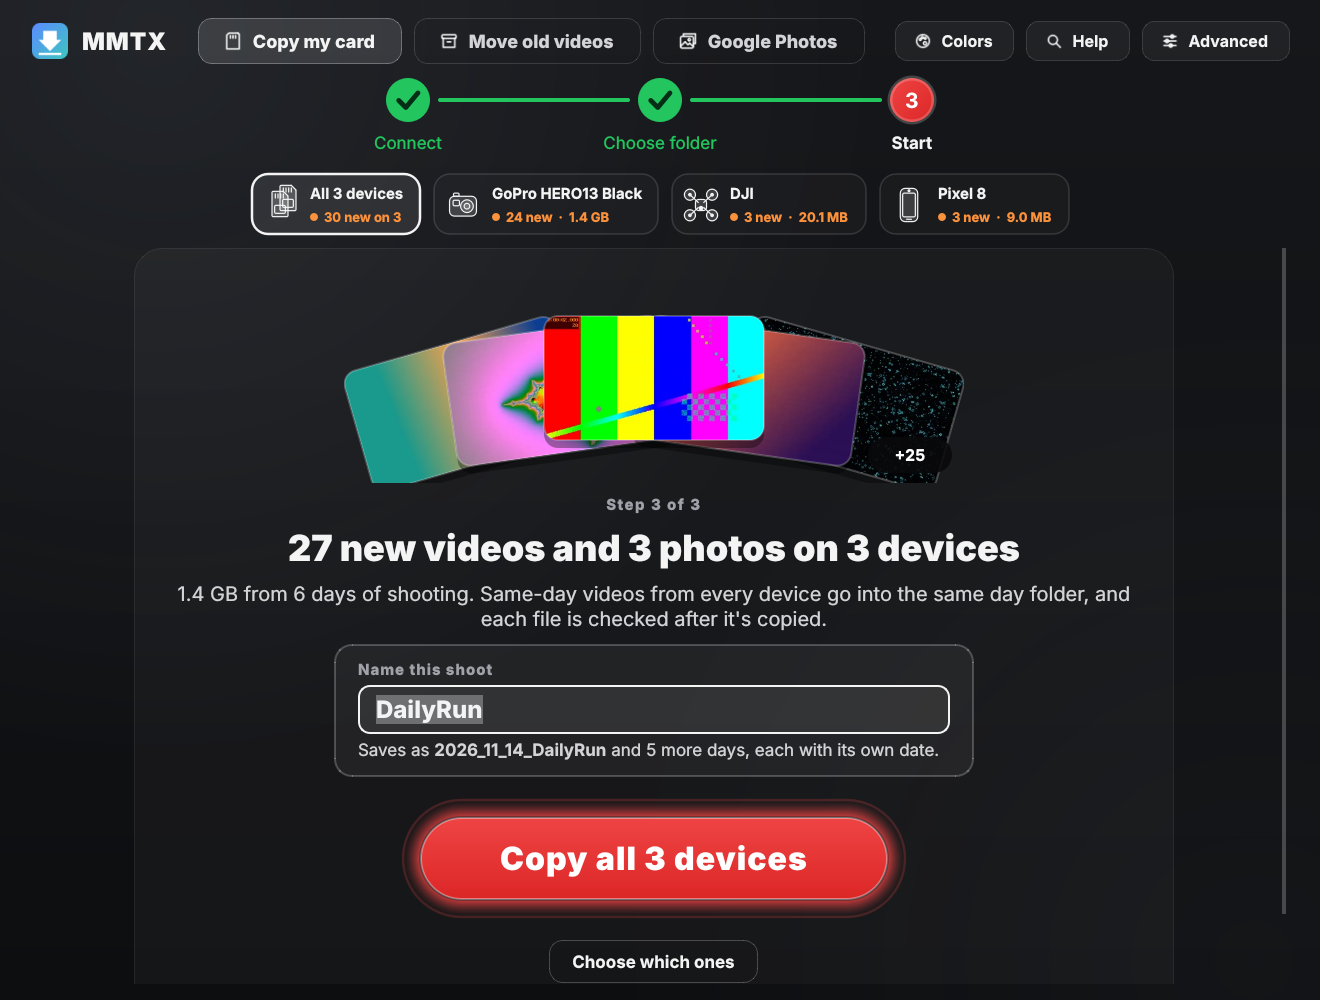 MMTX
Copy my card
Move old videos
Google Photos
Colors
Help
Advanced
3
Connect
Choose folder
Start
All 3 devices
30 new on 3
GoPro HERO13 Black
24 new · 1.4 GB
DJI
3 new · 20.1 MB
Pixel 8
3 new · 9.0 MB
+25
Step 3 of 3
27 new videos and 3 photos on 3 devices
1.4 GB from 6 days of shooting. Same-day videos from every device go into the same day folder, and
each file is checked after it's copied.
Name this shoot
DailyRun
Saves as 2026_11_14_DailyRun and 5 more days, each with its own date.
Copy all 3 devices
Choose which ones